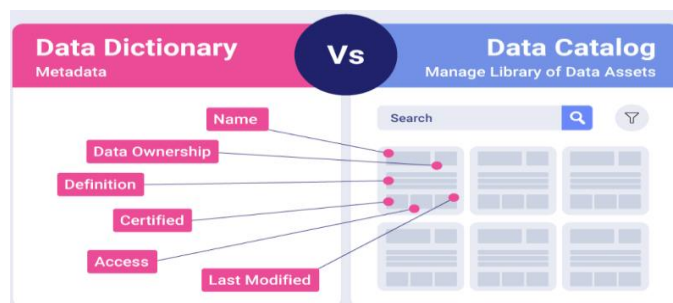 Data Dictionary
Metadata
Vs
Data Catalog
Manage Library of Data Assets
Search
Name
Data Ownership
Definition
Certified
Access
Last Modified